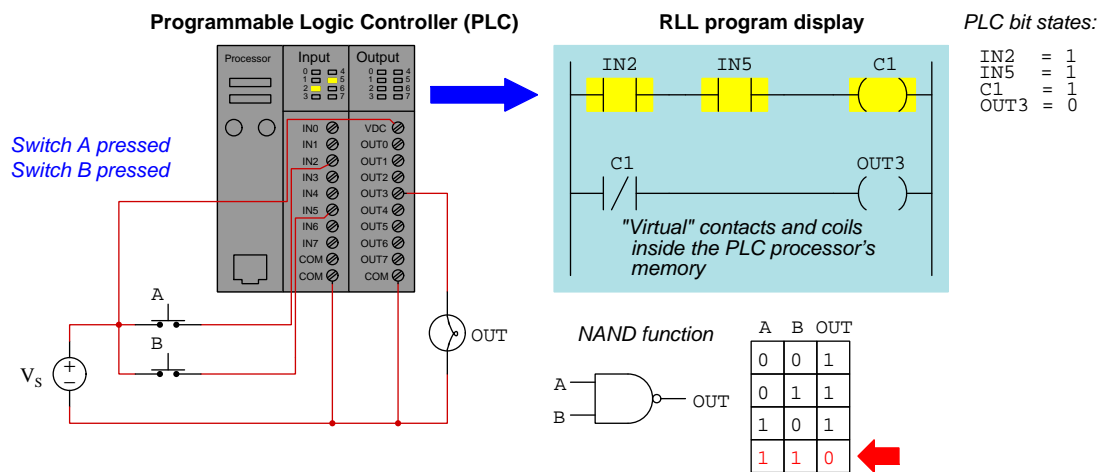 Programmable Logic Controller (PLC)
Processor
Input
Output
0 4
1 5
2 6
3 7
0 4
1 5
2 6
3 7
IN0
IN1
IN2
IN3
IN4
IN5
IN6
IN7
COM
COM
VDC
OUT0
OUT1
OUT2
OUT3
OUT4
OUT5
OUT6
OUT7
COM
Switch A pressed
Switch B pressed
A
B
VS
+
−
OUT
RLL program display
IN2 IN5 C1
C1 OUT3
"Virtual" contacts and coils
inside the PLC processor's
memory
PLC bit states:
IN2 = 1
IN5 = 1
C1 = 1
OUT3 = 0
NAND function
A
B
OUT
A B OUT
0 0 1
0 1 1
1 0 1
1 1 0